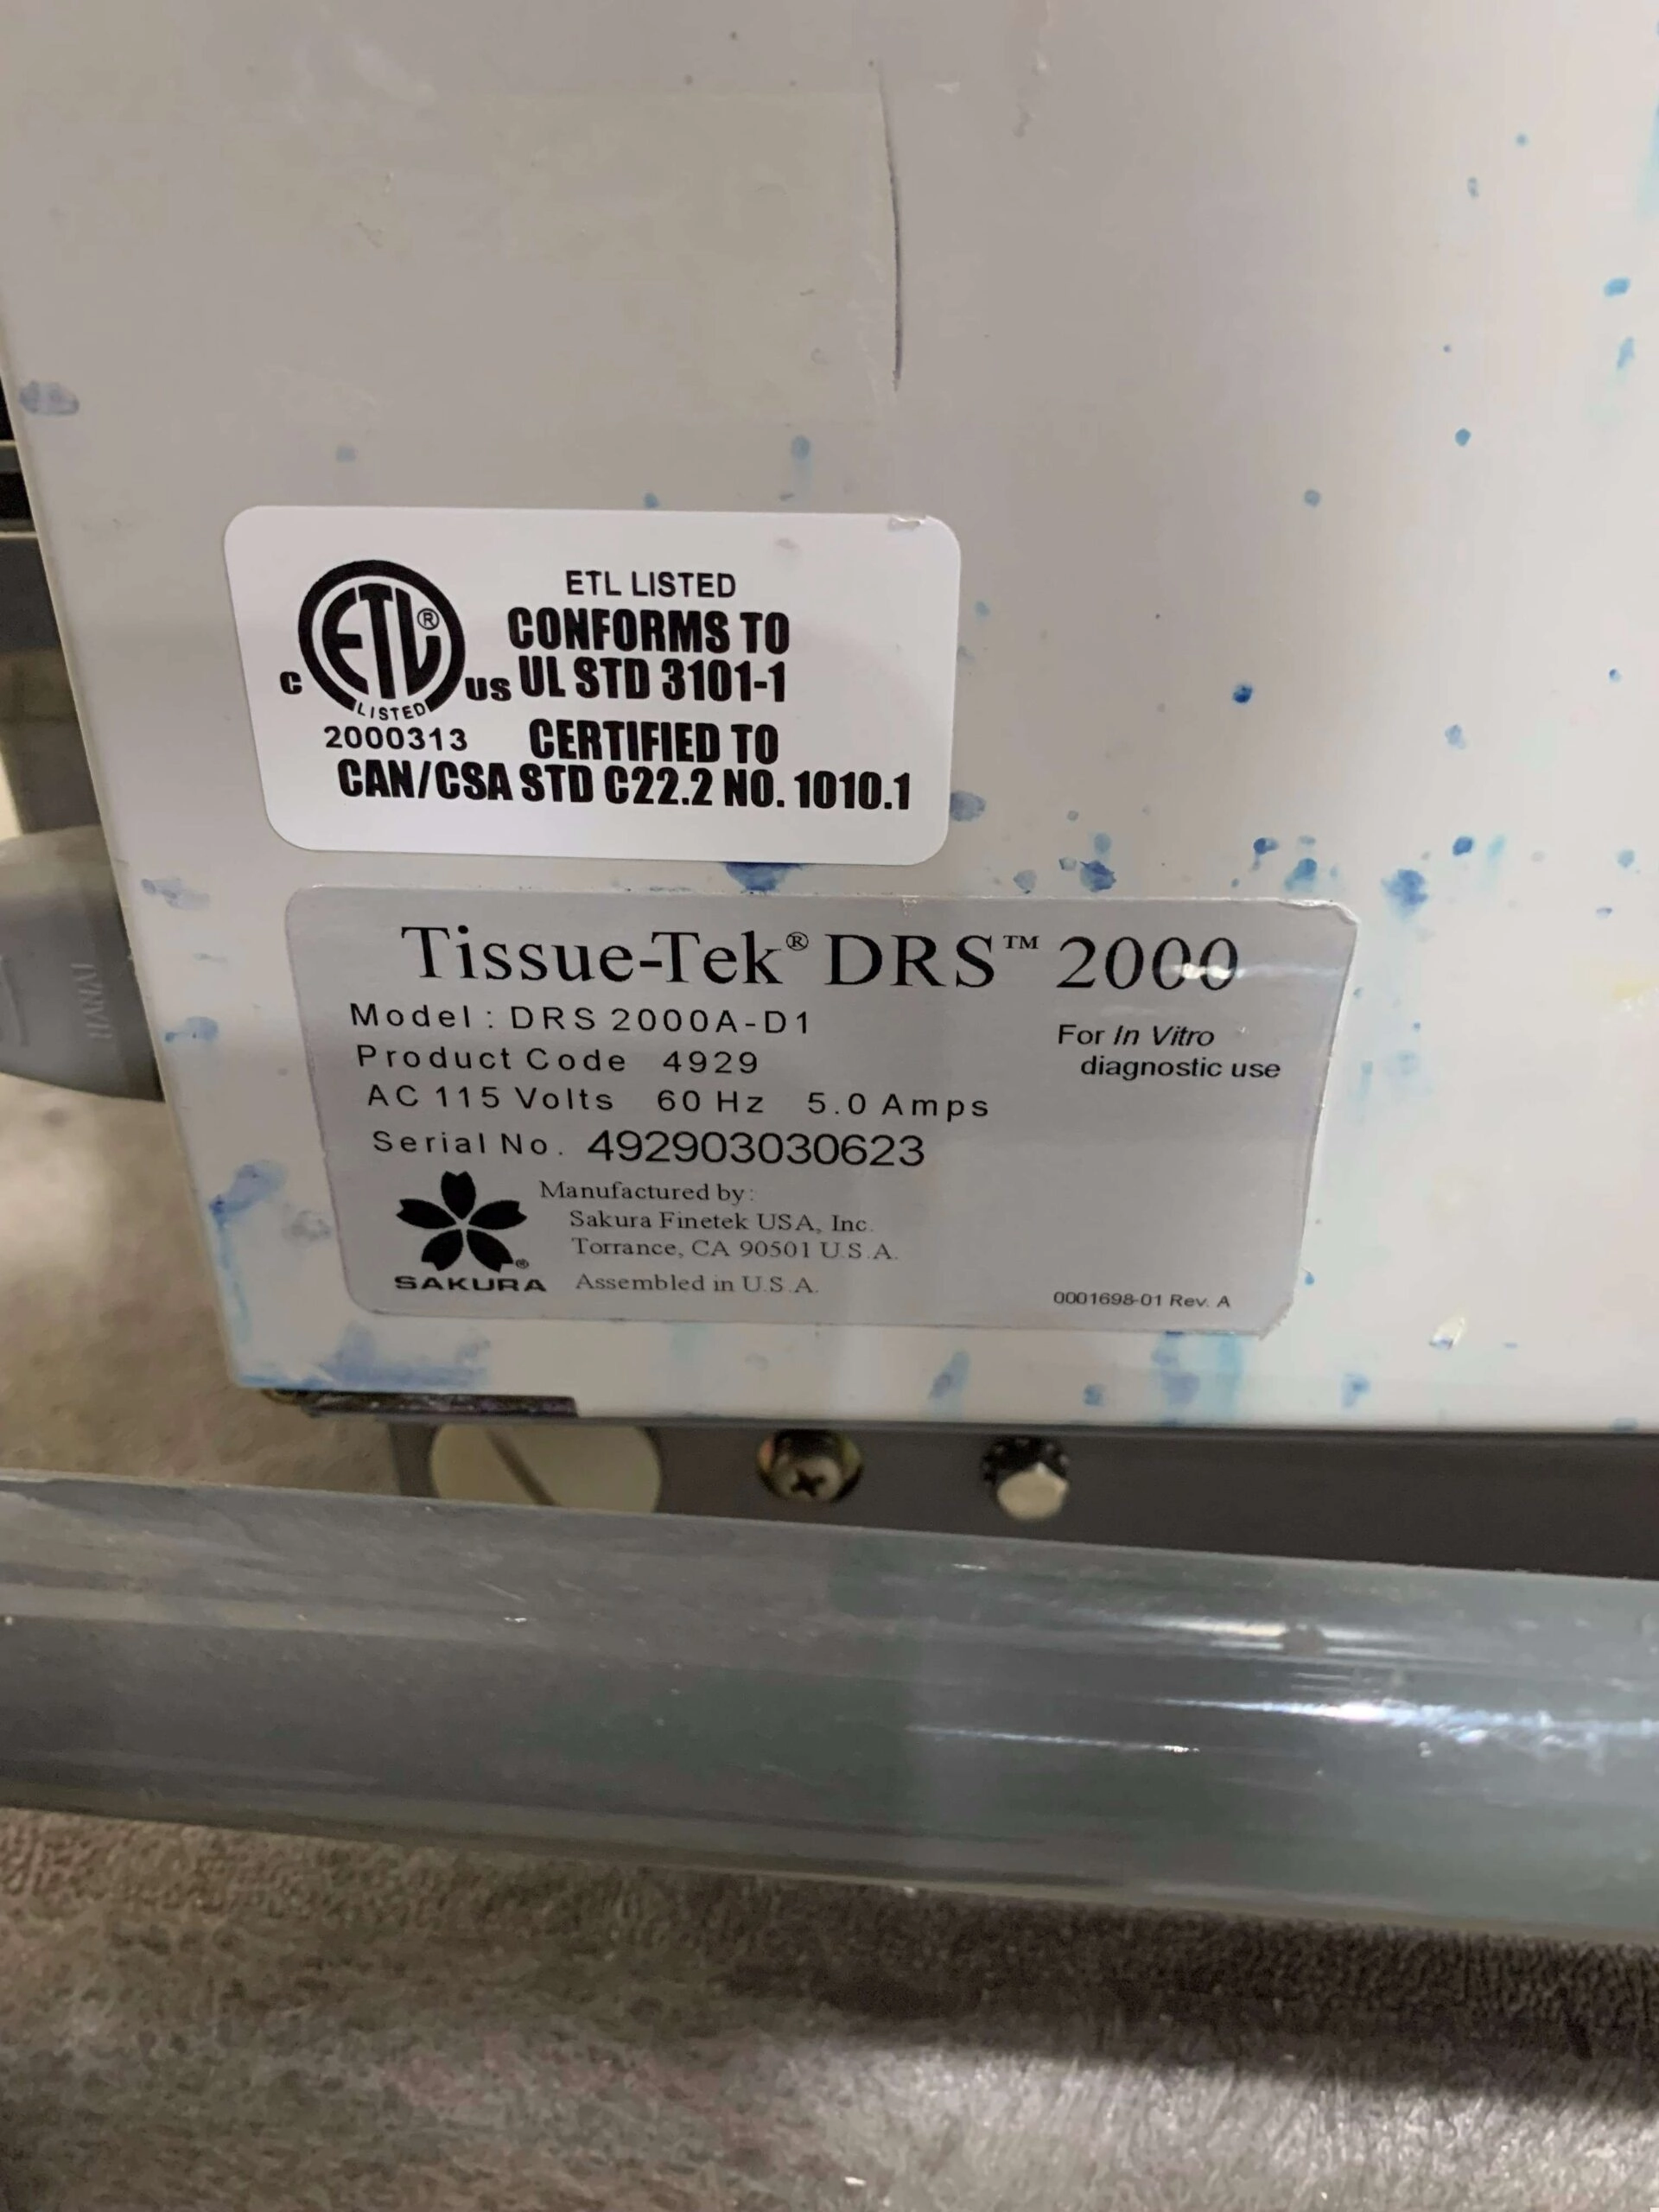 ETL LISTED
CONFORMS TO
UL STD 3101-1
ETL®
C US
LISTED
2000313
CERTIFIED TO
CAN/CSA STD C22.2 NO. 1010.1
Tissue-Tek® DRS™ 2000
Model: DRS 2000A-D1
Product Code 4929
For In Vitro
diagnostic use
AC 115 Volts 60 Hz 5.0 Amps
Serial No. 492903030623
Manufactured by:
Sakura Finetek USA, Inc.
Torrance, CA 90501 U.S.A.
SAKURA®
Assembled in U.S.A.
0001698-01 Rev. A